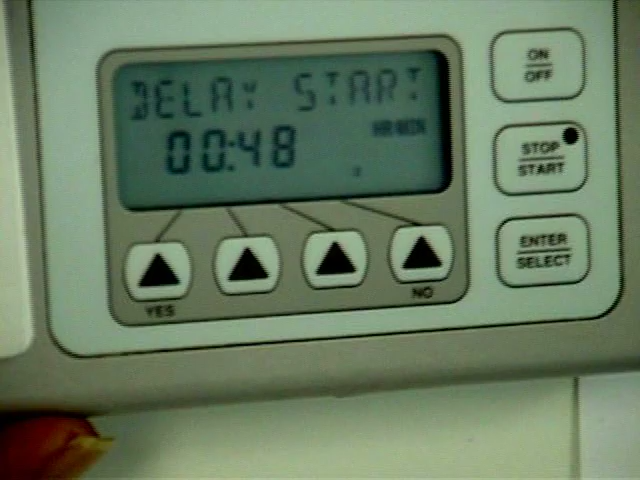 DELAY START
00:48 HR MIN
ON
OFF
STOP
START
ENTER
SELECT
YES
NO